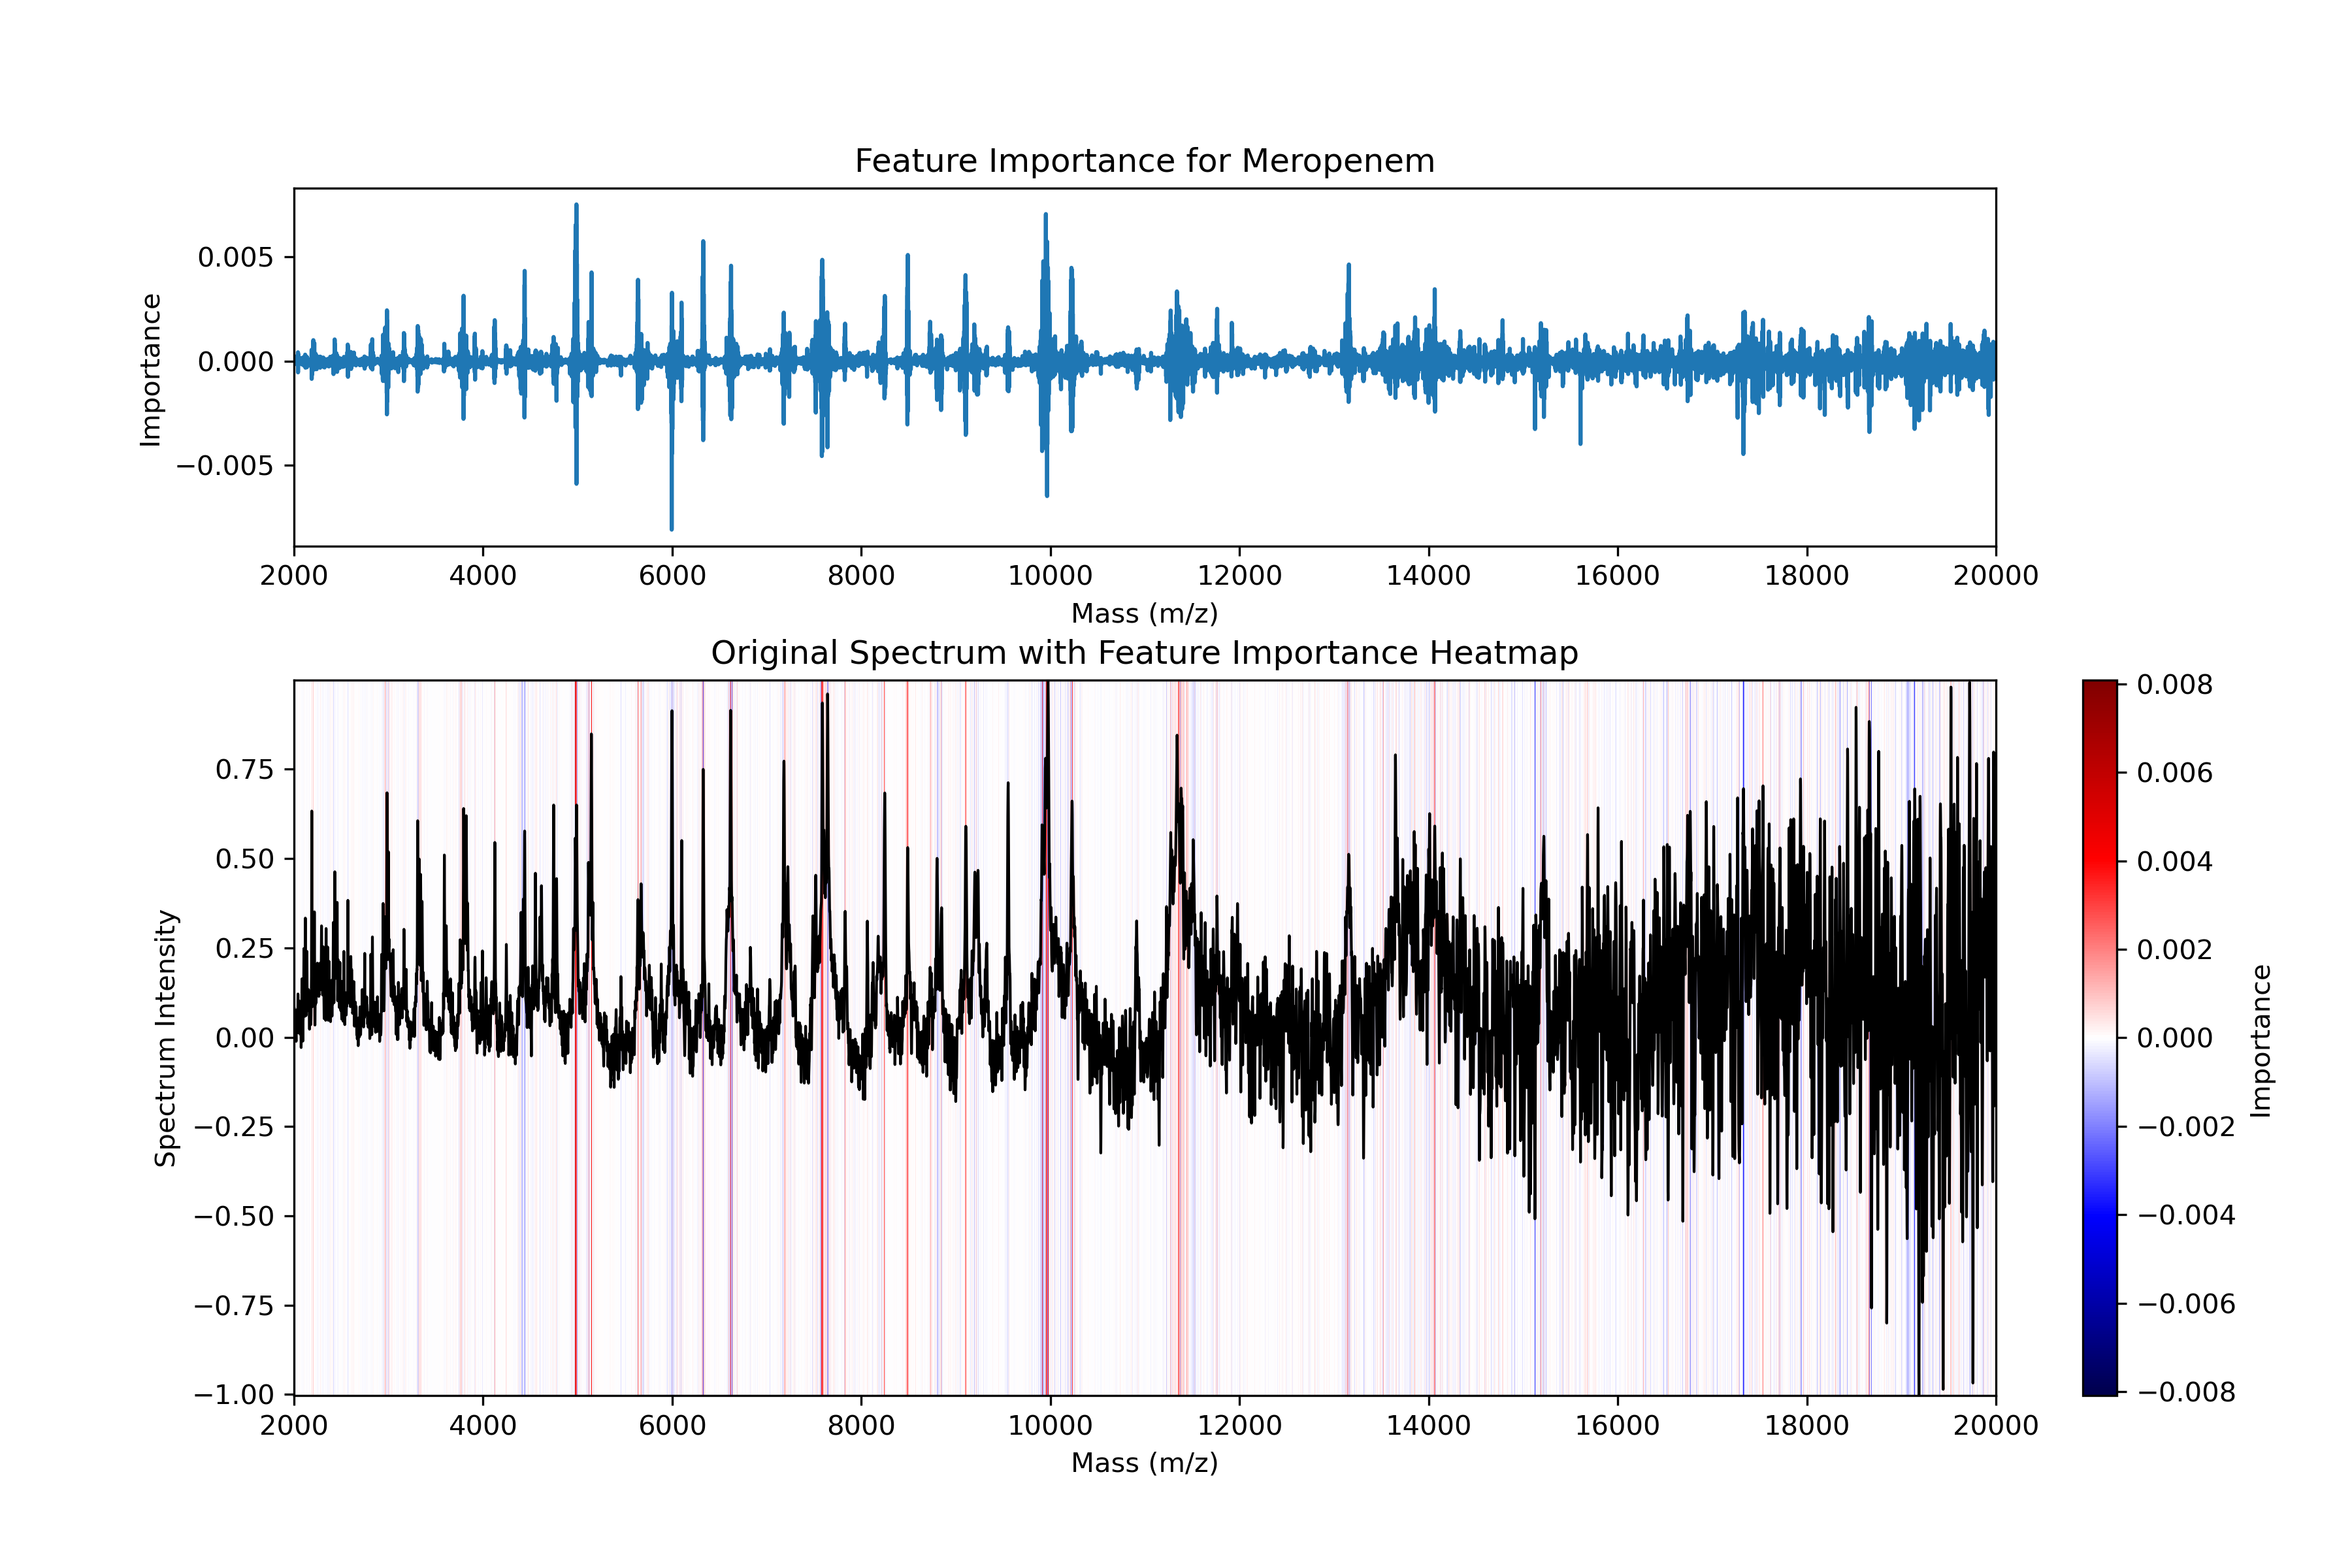 Feature Importance for Meropenem
Importance
0.005
0.000
−0.005
2000 4000 6000 8000 10000 12000 14000 16000 18000 20000
Mass (m/z)
Original Spectrum with Feature Importance Heatmap
Spectrum Intensity
0.75
0.50
0.25
0.00
−0.25
−0.50
−0.75
−1.00
2000 4000 6000 8000 10000 12000 14000 16000 18000 20000
Mass (m/z)
0.008
0.006
0.004
0.002
0.000
−0.002
−0.004
−0.006
−0.008
Importance